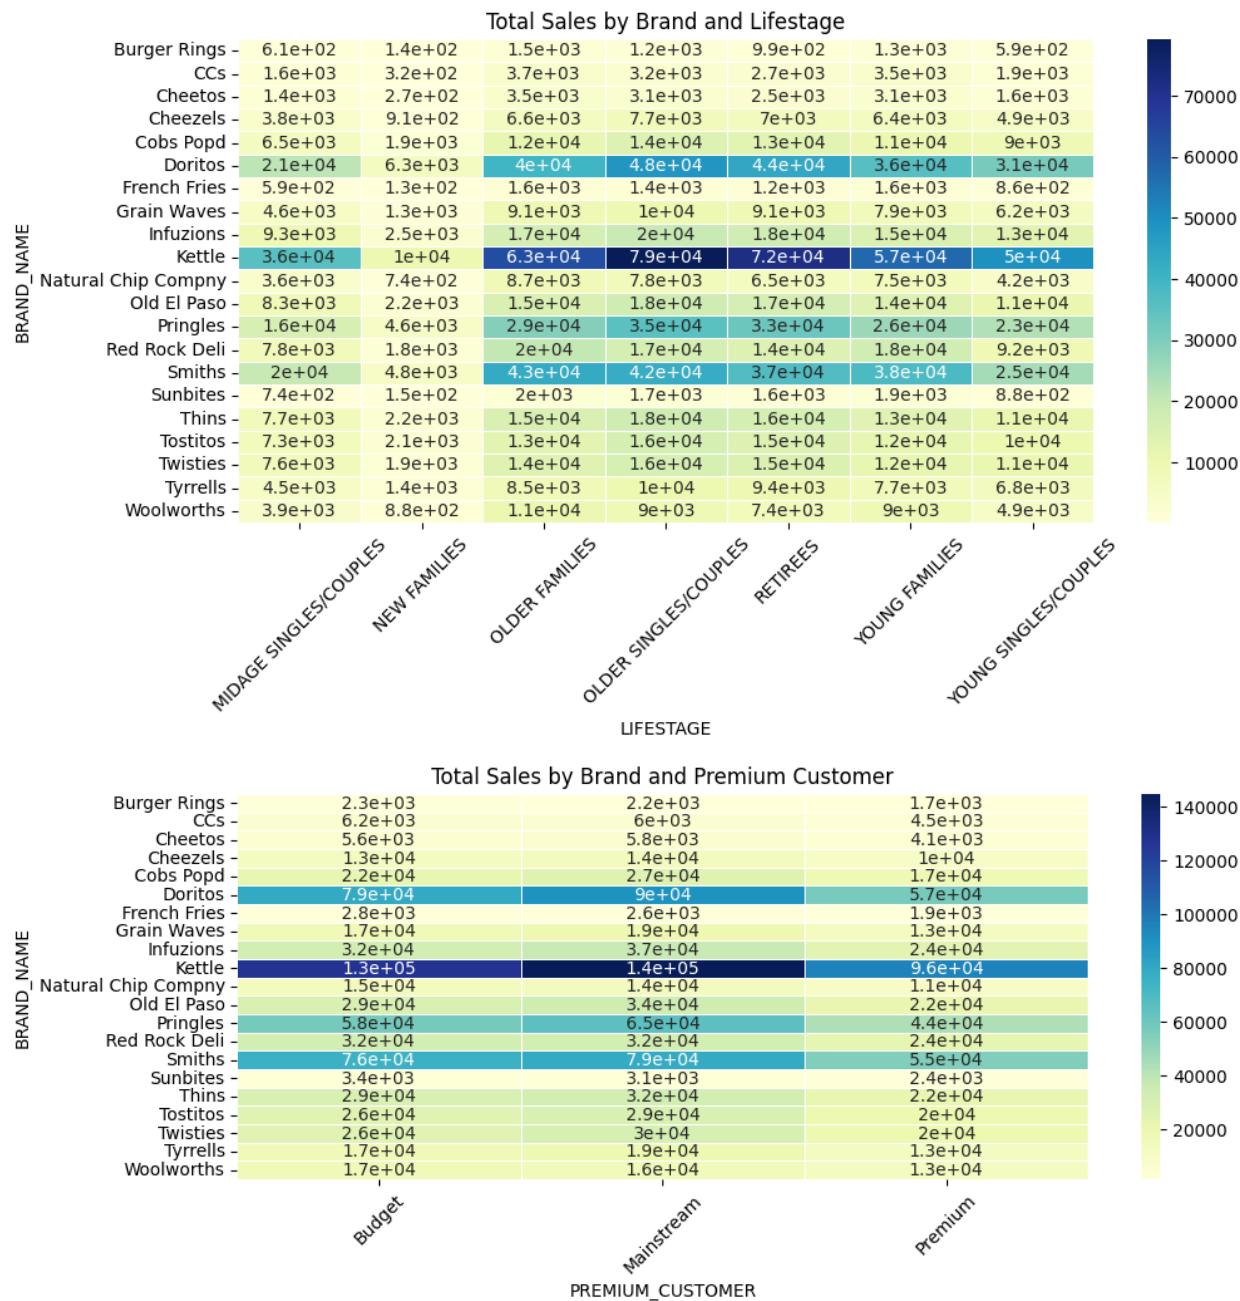 Total Sales by Brand and Lifestage
Burger Rings 6.1e+02 1.4e+02 1.5e+03 1.2e+03 9.9e+02 1.3e+03 5.9e+02
CCs 1.6e+03 3.2e+02 3.7e+03 3.2e+03 2.7e+03 3.5e+03 1.9e+03
Cheetos 1.4e+03 2.7e+02 3.5e+03 3.1e+03 2.5e+03 3.1e+03 1.6e+03
Cheezels 3.8e+03 9.1e+02 6.6e+03 7.7e+03 7e+03 6.4e+03 4.9e+03
Cobs Popd 6.5e+03 1.9e+03 1.2e+04 1.4e+04 1.3e+04 1.1e+04 9e+03
Doritos 2.1e+04 6.3e+03 4e+04 4.8e+04 4.4e+04 3.6e+04 3.1e+04
French Fries 5.9e+02 1.3e+02 1.6e+03 1.4e+03 1.2e+03 1.6e+03 8.6e+02
Grain Waves 4.6e+03 1.3e+03 9.1e+03 1e+04 9.1e+03 7.9e+03 6.2e+03
Infuzions 9.3e+03 2.5e+03 1.7e+04 2e+04 1.8e+04 1.5e+04 1.3e+04
Kettle 3.6e+04 1e+04 6.3e+04 7.9e+04 7.2e+04 5.7e+04 5e+04
Natural Chip Compny 3.6e+03 7.4e+02 8.7e+03 7.8e+03 6.5e+03 7.5e+03 4.2e+03
Old El Paso 8.3e+03 2.2e+03 1.5e+04 1.8e+04 1.7e+04 1.4e+04 1.1e+04
Pringles 1.6e+04 4.6e+03 2.9e+04 3.5e+04 3.3e+04 2.6e+04 2.3e+04
Red Rock Deli 7.8e+03 1.8e+03 2e+04 1.7e+04 1.4e+04 1.8e+04 9.2e+03
Smiths 2e+04 4.8e+03 4.3e+04 4.2e+04 3.7e+04 3.8e+04 2.5e+04
Sunbites 7.4e+02 1.5e+02 2e+03 1.7e+03 1.6e+03 1.9e+03 8.8e+02
Thins 7.7e+03 2.2e+03 1.5e+04 1.8e+04 1.6e+04 1.3e+04 1.1e+04
Tostitos 7.3e+03 2.1e+03 1.3e+04 1.6e+04 1.5e+04 1.2e+04 1e+04
Twisties 7.6e+03 1.9e+03 1.4e+04 1.6e+04 1.5e+04 1.2e+04 1.1e+04
Tyrrells 4.5e+03 1.4e+03 8.5e+03 1e+04 9.4e+03 7.7e+03 6.8e+03
Woolworths 3.9e+03 8.8e+02 1.1e+04 9e+03 7.4e+03 9e+03 4.9e+03
BRAND_NAME
MIDAGE SINGLES/COUPLES
NEW FAMILIES
OLDER FAMILIES
OLDER SINGLES/COUPLES
RETIREES
YOUNG FAMILIES
YOUNG SINGLES/COUPLES
LIFESTAGE
70000
60000
50000
40000
30000
20000
10000
Total Sales by Brand and Premium Customer
Burger Rings 2.3e+03 2.2e+03 1.7e+03
CCs 6.2e+03 6e+03 4.5e+03
Cheetos 5.6e+03 5.8e+03 4.1e+03
Cheezels 1.3e+04 1.4e+04 1e+04
Cobs Popd 2.2e+04 2.7e+04 1.7e+04
Doritos 7.9e+04 9e+04 5.7e+04
French Fries 2.8e+03 2.6e+03 1.9e+03
Grain Waves 1.7e+04 1.9e+04 1.3e+04
Infuzions 3.2e+04 3.7e+04 2.4e+04
Kettle 1.3e+05 1.4e+05 9.6e+04
Natural Chip Compny 1.5e+04 1.4e+04 1.1e+04
Old El Paso 2.9e+04 3.4e+04 2.2e+04
Pringles 5.8e+04 6.5e+04 4.4e+04
Red Rock Deli 3.2e+04 3.2e+04 2.4e+04
Smiths 7.6e+04 7.9e+04 5.5e+04
Sunbites 3.4e+03 3.1e+03 2.4e+03
Thins 2.9e+04 3.2e+04 2.2e+04
Tostitos 2.6e+04 2.9e+04 2e+04
Twisties 2.6e+04 3e+04 2e+04
Tyrrells 1.7e+04 1.9e+04 1.3e+04
Woolworths 1.7e+04 1.6e+04 1.3e+04
BRAND_NAME
Budget
Mainstream
Premium
PREMIUM_CUSTOMER
140000
120000
100000
80000
60000
40000
20000